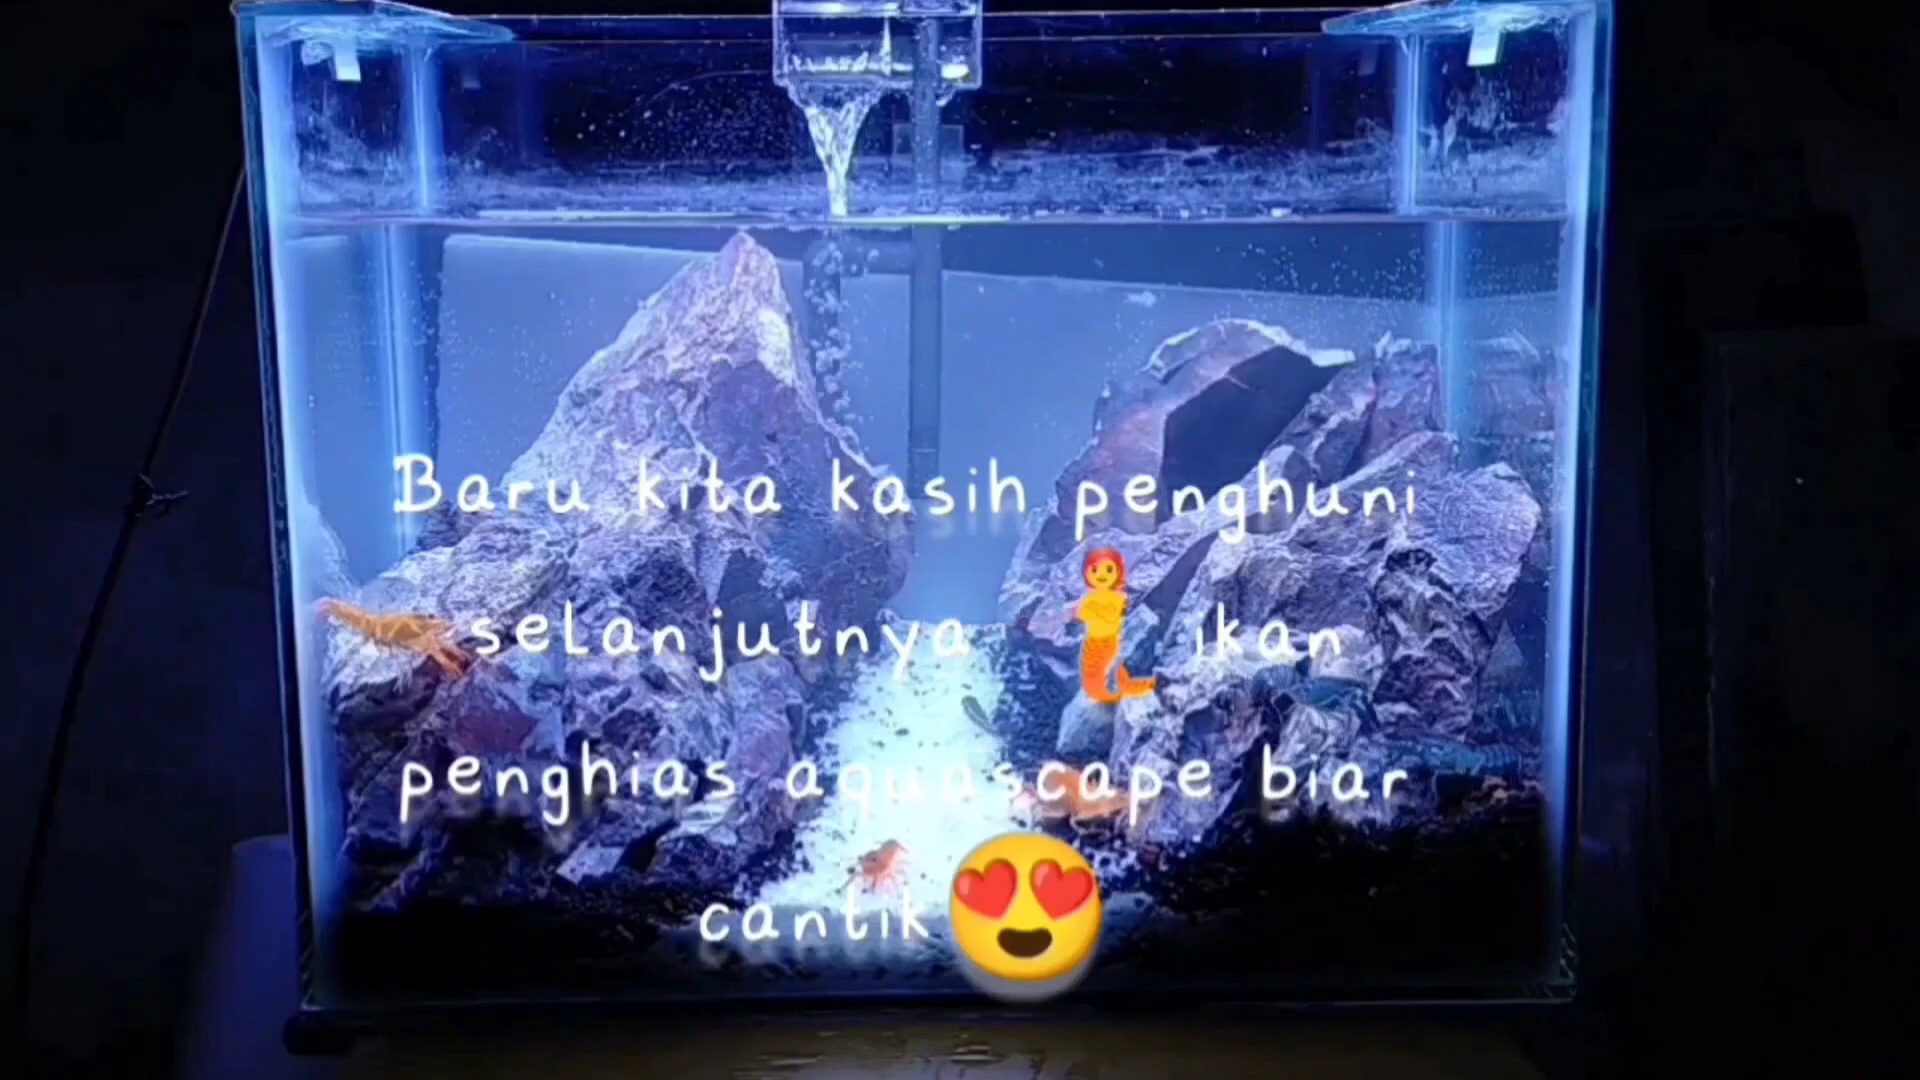 Baru kita kasih penghuni
selanjutnya 🧜‍♀️ ikan
penghias aquascape biar
cantik😍